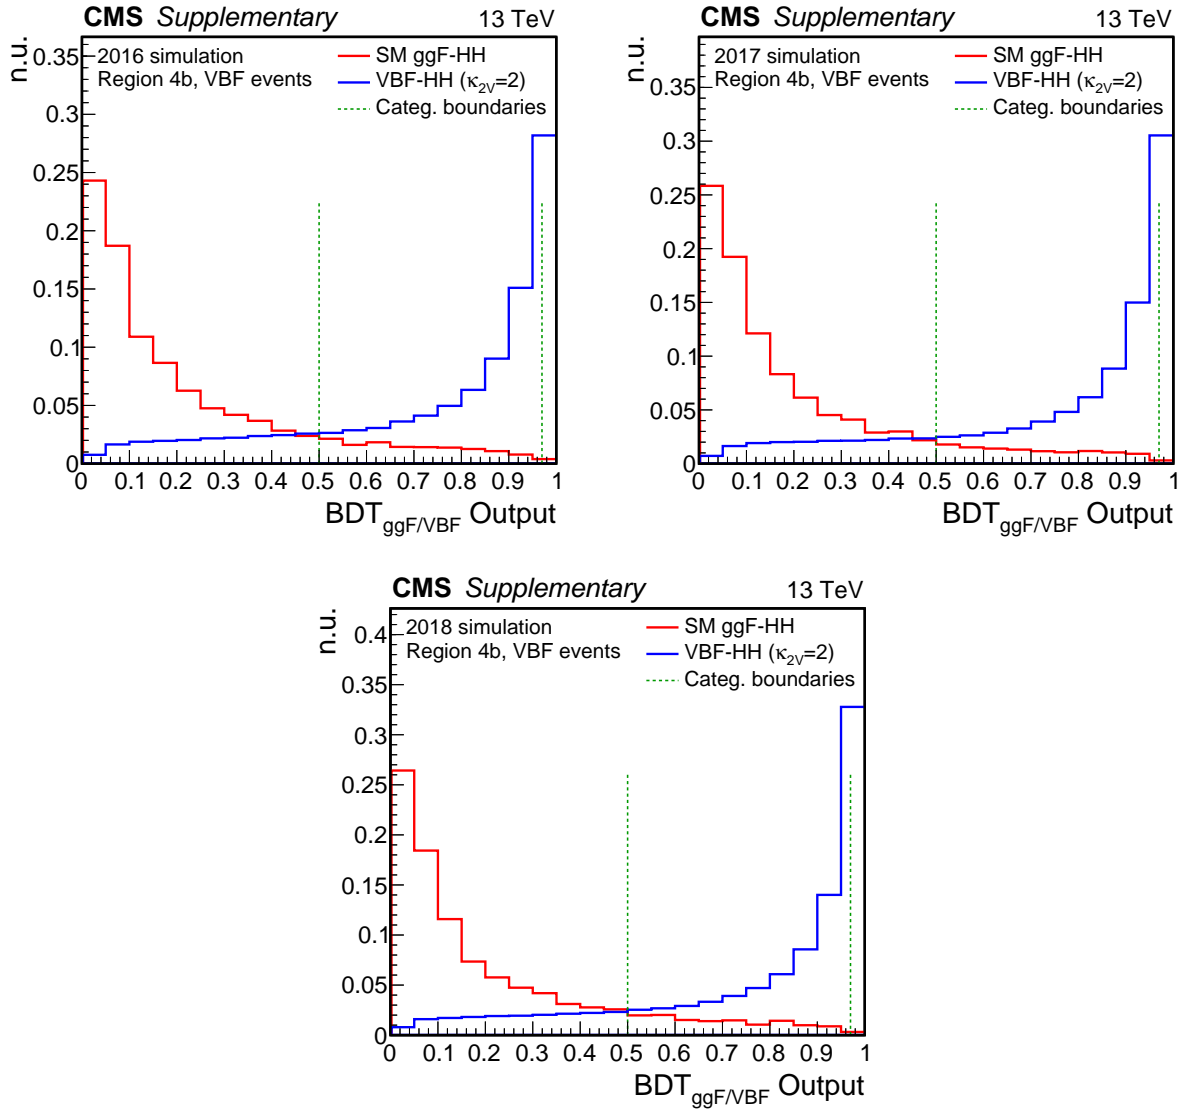 CMS Supplementary 13 TeV
n.u.
2016 simulation
Region 4b, VBF events
SM ggF-HH
VBF-HH (κ2V=2)
Categ. boundaries
0.35
0.3
0.25
0.2
0.15
0.1
0.05
0
0 0.1 0.2 0.3 0.4 0.5 0.6 0.7 0.8 0.9 1
BDTggF/VBF Output
CMS Supplementary 13 TeV
n.u.
2017 simulation
Region 4b, VBF events
SM ggF-HH
VBF-HH (κ2V=2)
Categ. boundaries
0.35
0.3
0.25
0.2
0.15
0.1
0.05
0
0 0.1 0.2 0.3 0.4 0.5 0.6 0.7 0.8 0.9 1
BDTggF/VBF Output
CMS Supplementary 13 TeV
n.u.
2018 simulation
Region 4b, VBF events
SM ggF-HH
VBF-HH (κ2V=2)
Categ. boundaries
0.4
0.35
0.3
0.25
0.2
0.15
0.1
0.05
0
0 0.1 0.2 0.3 0.4 0.5 0.6 0.7 0.8 0.9 1
BDTggF/VBF Output